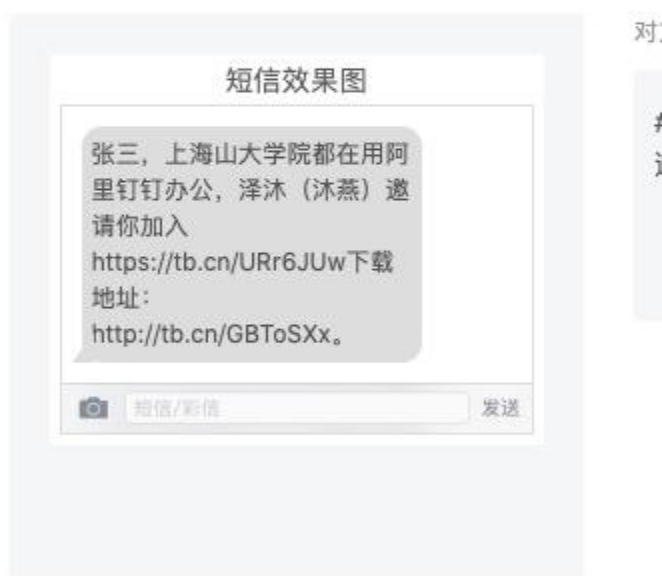 短信效果图
张三，上海山大学院都在用阿
里钉钉办公，泽沐（沐燕）邀
请你加入
https://tb.cn/URr6JUw下载
地址：
http://tb.cn/GBToSXx。
短信/彩信
发送
对
#